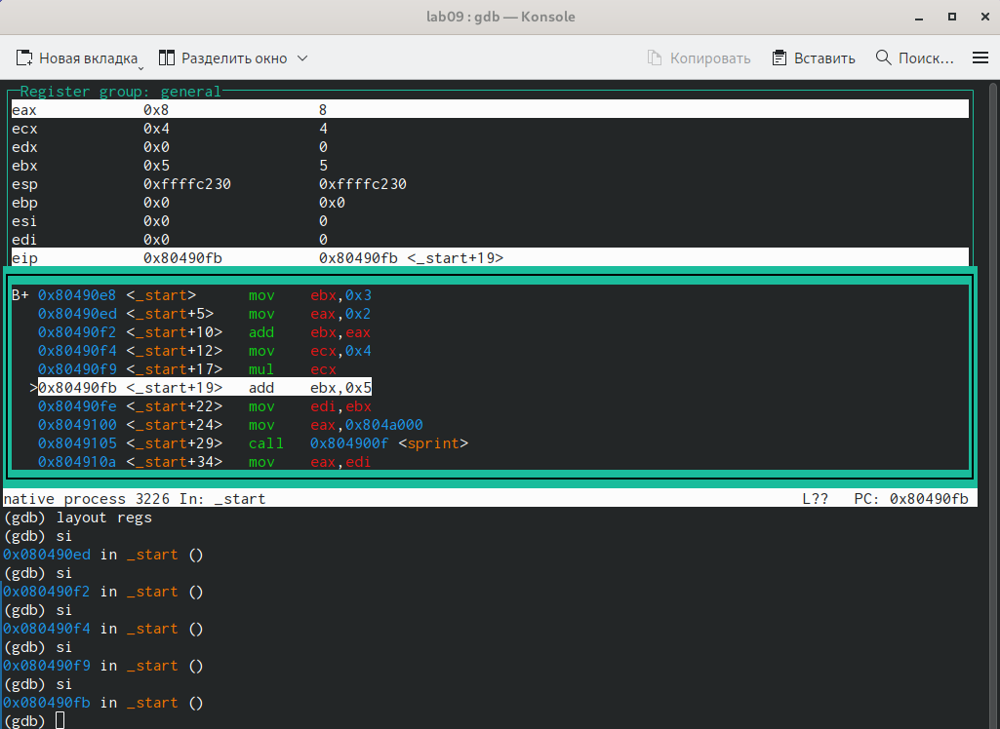 lab09 : gdb — Konsole
Новая вкладка Разделить окно Копировать Вставить Поиск...
Register group: general
eax 0x8 8
ecx 0x4 4
edx 0x0 0
ebx 0x5 5
esp 0xffffc230 0xffffc230
ebp 0x0 0x0
esi 0x0 0
edi 0x0 0
eip 0x80490fb 0x80490fb <_start+19>
B+ 0x80490e8 <_start> mov ebx,0x3
0x80490ed <_start+5> mov eax,0x2
0x80490f2 <_start+10> add ebx,eax
0x80490f4 <_start+12> mov ecx,0x4
0x80490f9 <_start+17> mul ecx
>0x80490fb <_start+19> add ebx,0x5
0x80490fe <_start+22> mov edi,ebx
0x8049100 <_start+24> mov eax,0x804a000
0x8049105 <_start+29> call 0x804900f <sprint>
0x804910a <_start+34> mov eax,edi
native process 3226 In: _start L?? PC: 0x80490fb
(gdb) layout regs
(gdb) si
0x080490ed in _start ()
(gdb) si
0x080490f2 in _start ()
(gdb) si
0x080490f4 in _start ()
(gdb) si
0x080490f9 in _start ()
(gdb) si
0x080490fb in _start ()
(gdb)